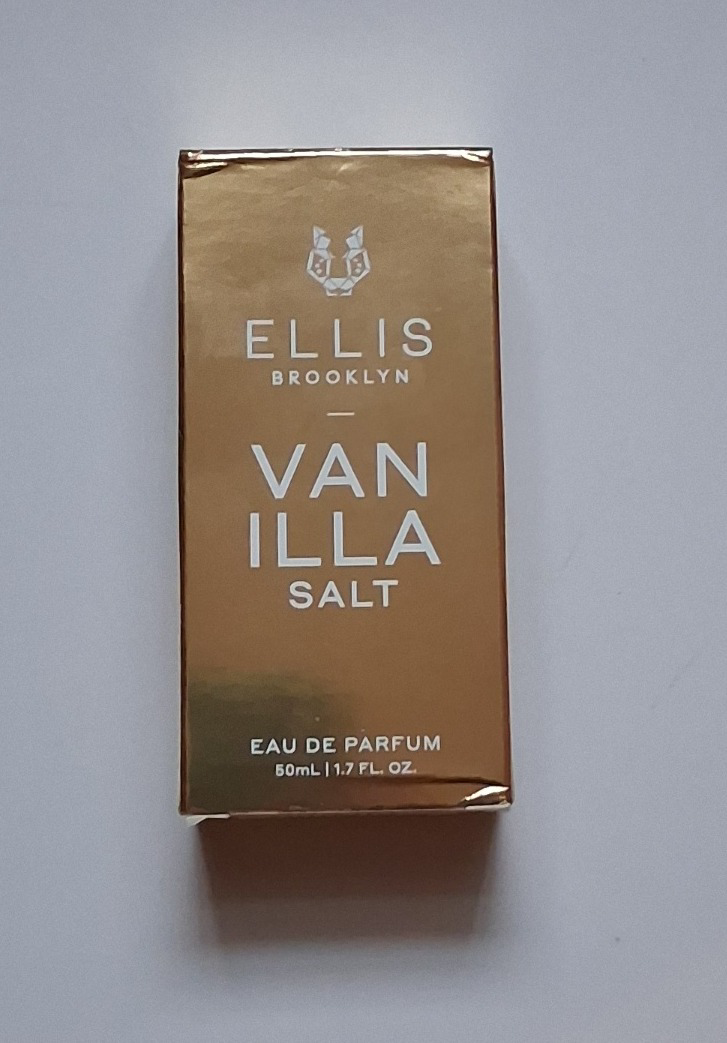 ELLIS
BROOKLYN
VAN
ILLA
SALT
EAU DE PARFUM
50mL | 1.7 FL. OZ.